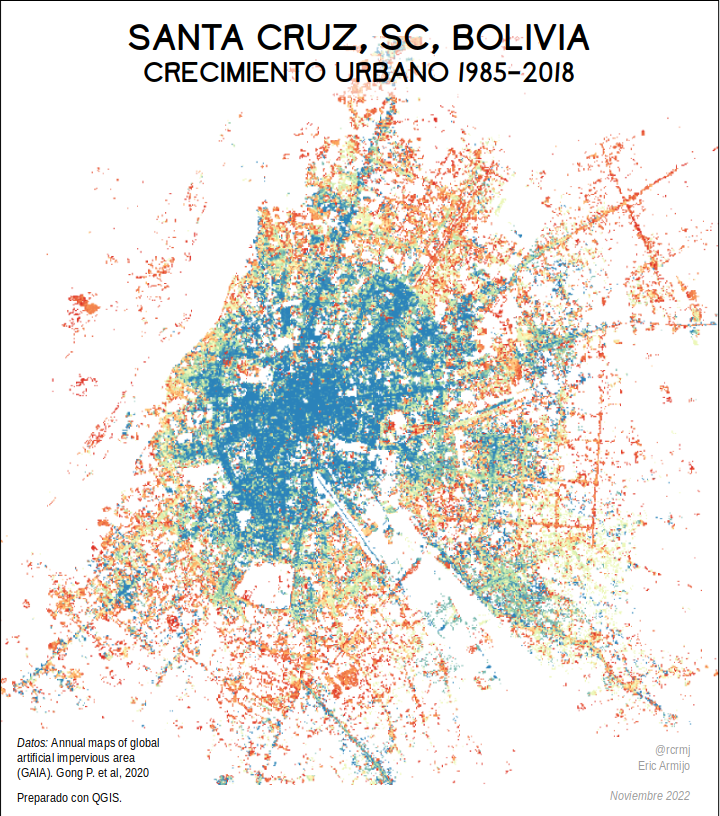 SANTA CRUZ, SC, BOLIVIA
CRECIMIENTO URBANO 1985-2018
Datos: Annual maps of global
artificial impervious area
(GAIA). Gong P. et al, 2020
Preparado con QGIS.
@rcrmj
Eric Armijo
Noviembre 2022